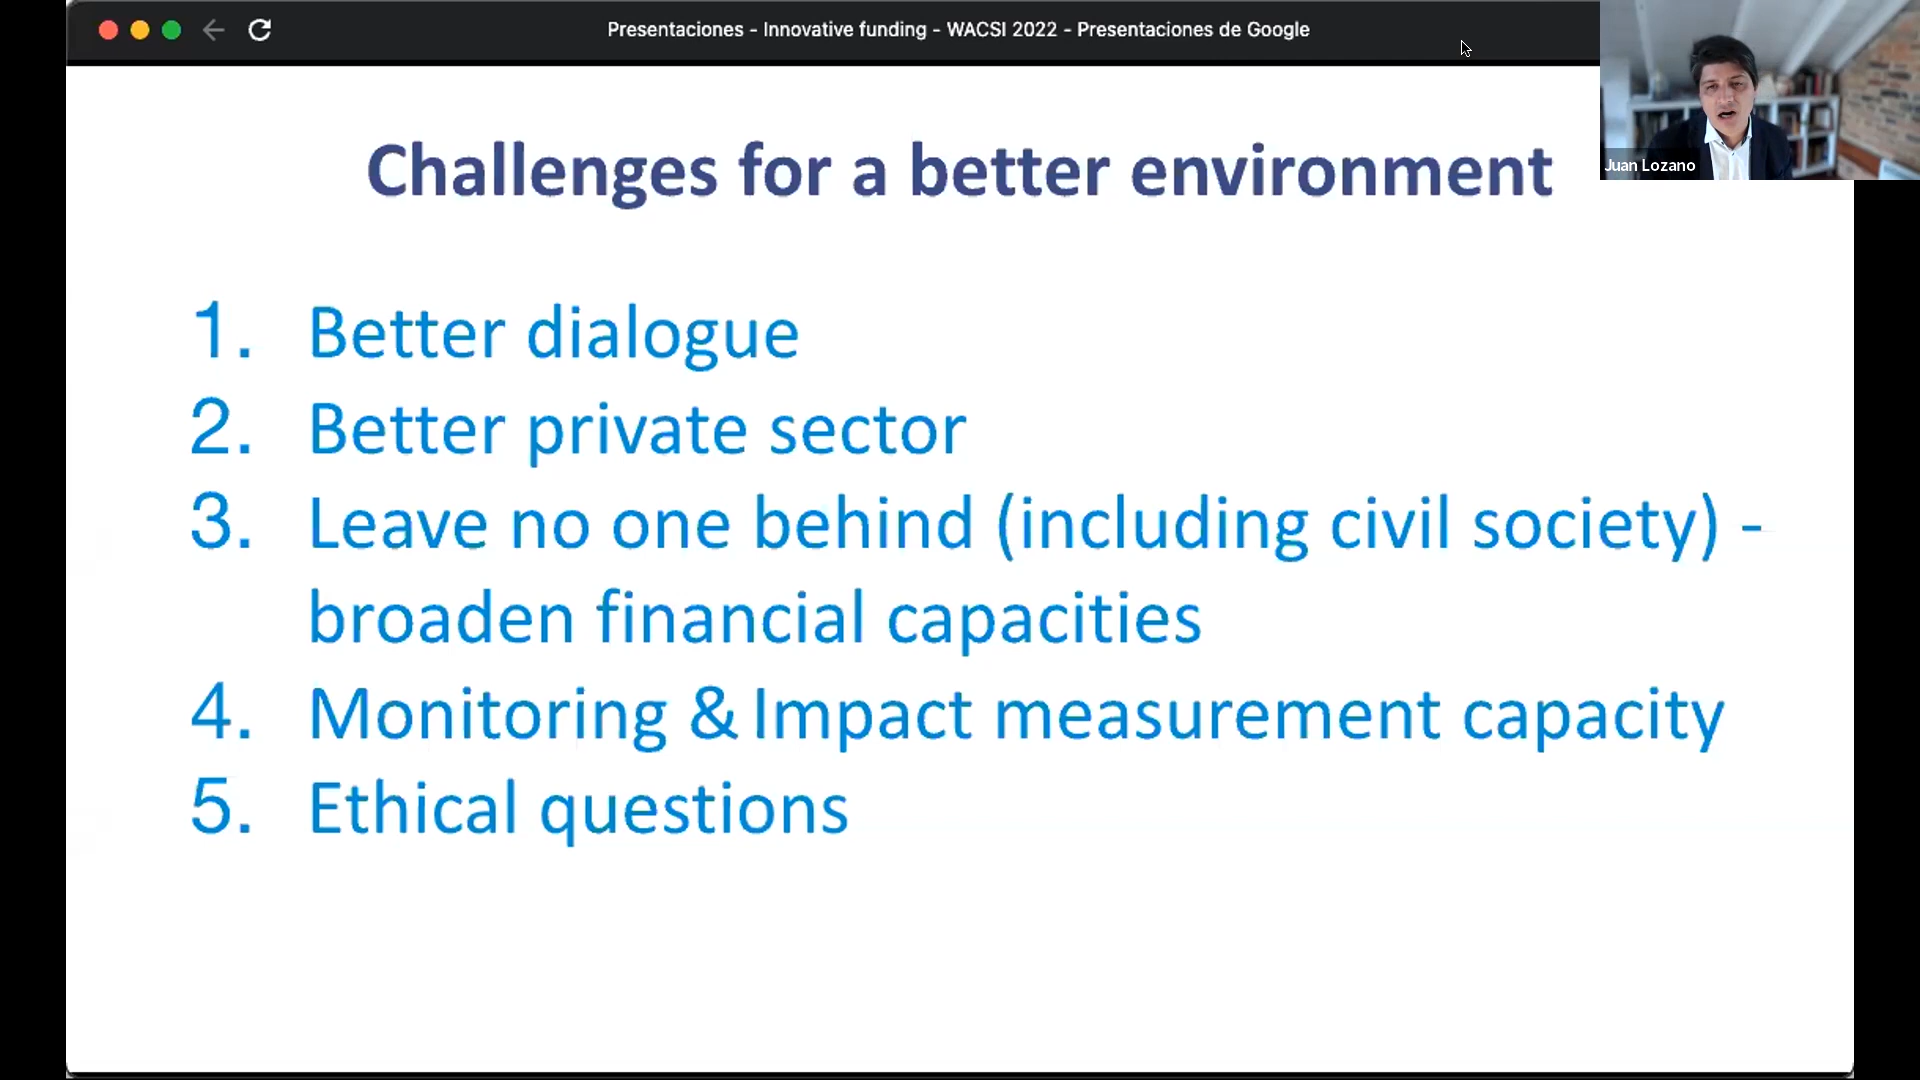 Presentaciones - Innovative funding - WACSI 2022 - Presentaciones de Google
Juan Lozano
Challenges for a better environment
1. Better dialogue
2. Better private sector
3. Leave no one behind (including civil society) -
broaden financial capacities
4. Monitoring & Impact measurement capacity
5. Ethical questions